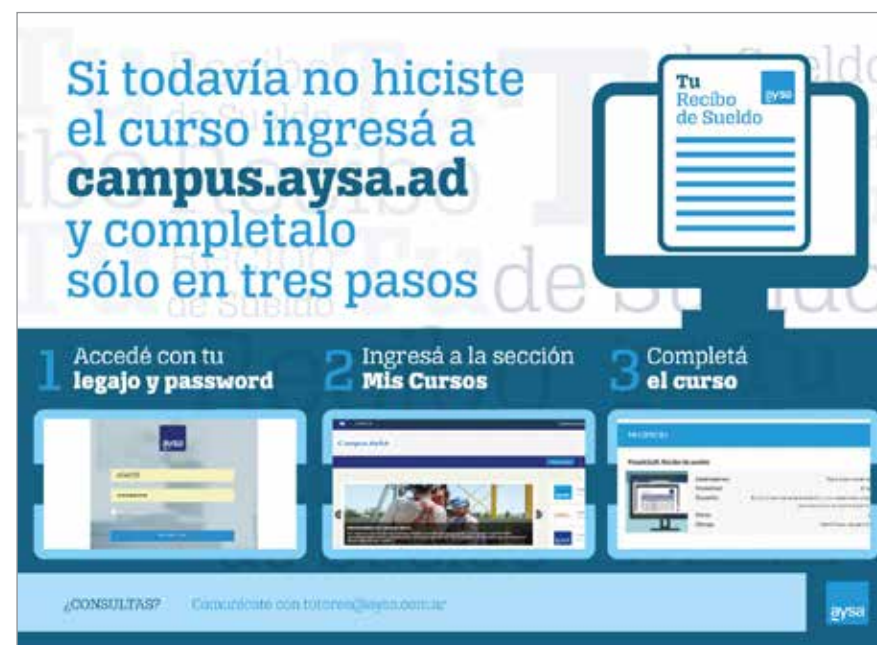 Si todavía no hiciste
el curso ingresá a
campus.aysa.ad
y completalo
sólo en tres pasos
Tu
Recibo
de Sueldo
aysa
1 Accedé con tu
legajo y password
2 Ingresá a la sección
Mis Cursos
3 Completá
el curso
aysa
Campus AySA
¿CONSULTAS? Comunicate con tutores@aysa.com.ar
aysa